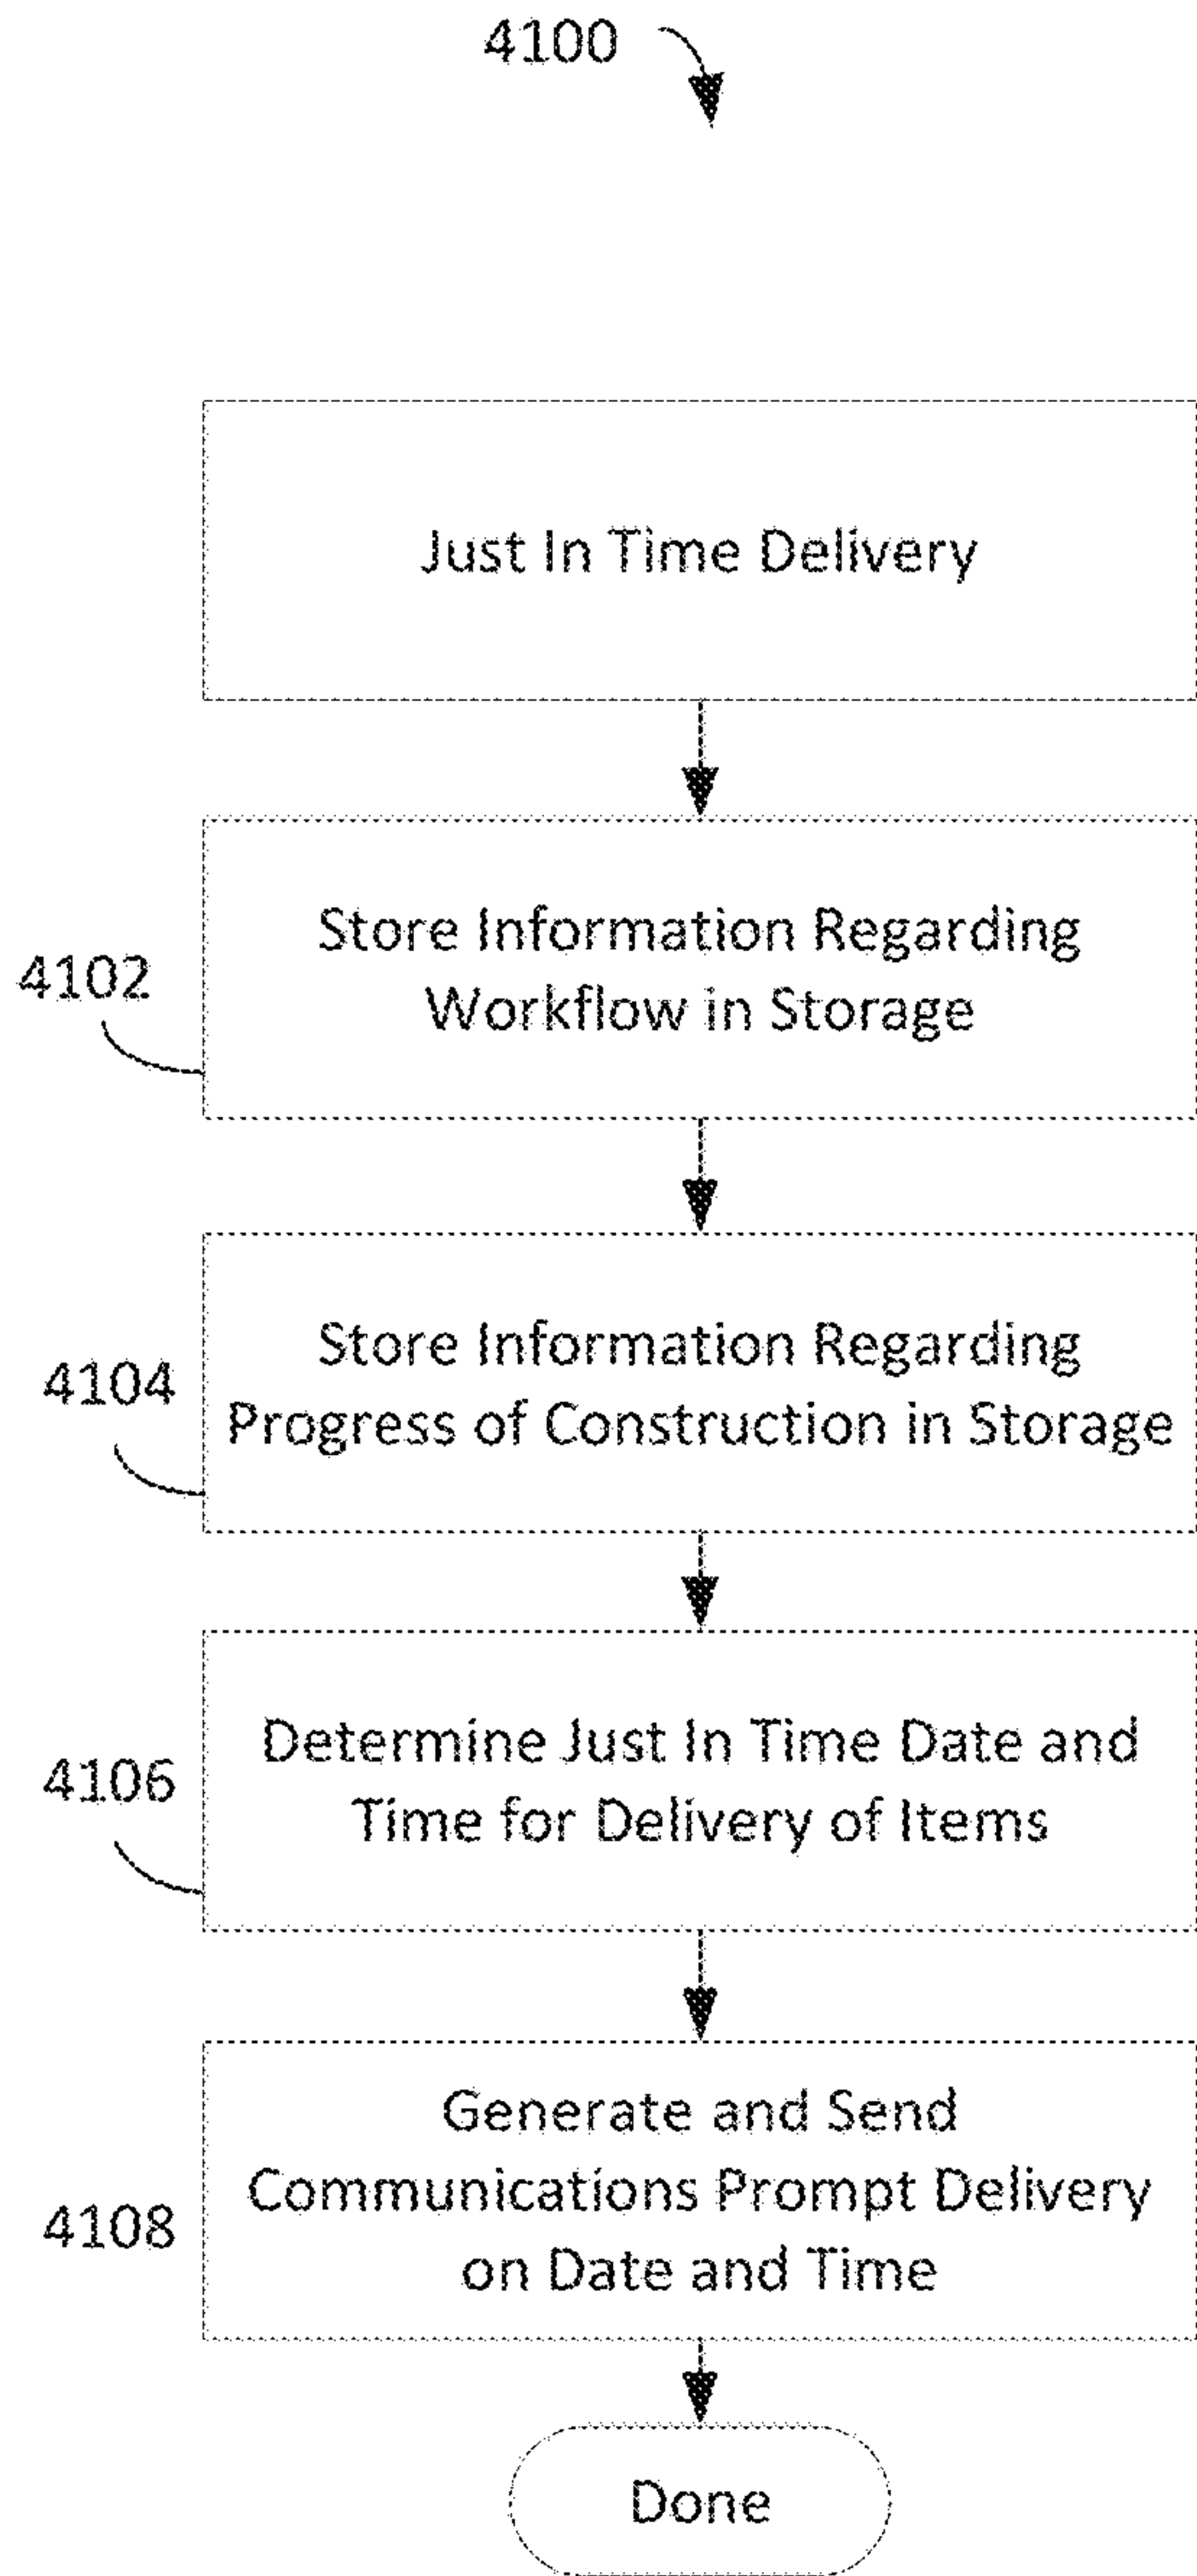 4100
Just In Time Delivery
4102
Store Information Regarding
Workflow in Storage
4104
Store Information Regarding
Progress of Construction in Storage
4106
Determine Just In Time Date and
Time for Delivery of Items
4108
Generate and Send
Communications Prompt Delivery
on Date and Time
Done